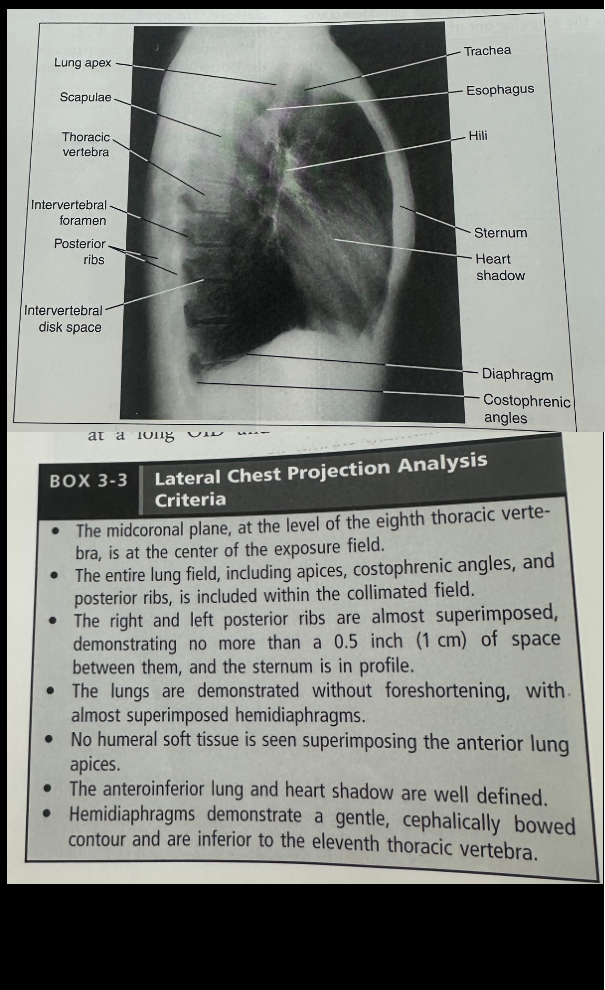 Lung apex
Scapulae
Thoracic
vertebra
Intervertebral
foramen
Posterior
ribs
Intervertebral
disk space
Trachea
Esophagus
Hili
Sternum
Heart
shadow
Diaphragm
Costophrenic
angles
at a long OID and
BOX 3-3 Lateral Chest Projection Analysis
Criteria
• The midcoronal plane, at the level of the eighth thoracic verte-
bra, is at the center of the exposure field.
• The entire lung field, including apices, costophrenic angles, and
posterior ribs, is included within the collimated field.
• The right and left posterior ribs are almost superimposed,
demonstrating no more than a 0.5 inch (1 cm) of space
between them, and the sternum is in profile.
• The lungs are demonstrated without foreshortening, with
almost superimposed hemidiaphragms.
• No humeral soft tissue is seen superimposing the anterior lung
apices.
• The anteroinferior lung and heart shadow are well defined.
• Hemidiaphragms demonstrate a gentle, cephalically bowed
contour and are inferior to the eleventh thoracic vertebra.